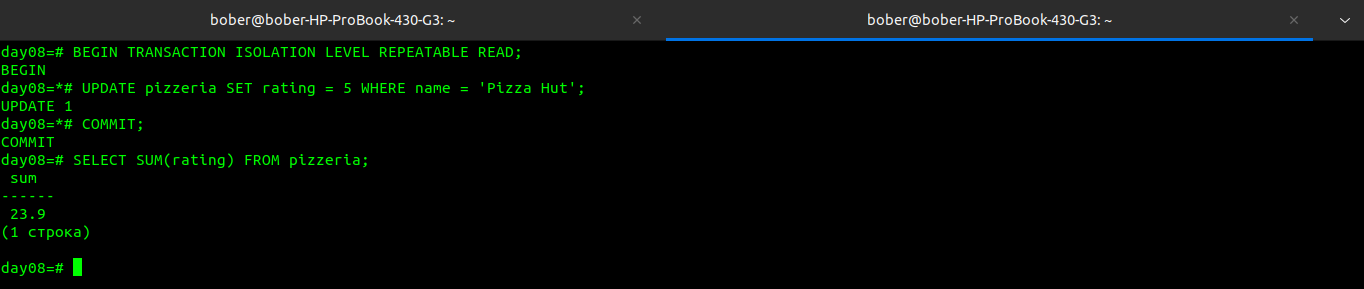 bober@bober-HP-ProBook-430-G3: ~
bober@bober-HP-ProBook-430-G3: ~
day08=# BEGIN TRANSACTION ISOLATION LEVEL REPEATABLE READ;
BEGIN
day08=*# UPDATE pizzeria SET rating = 5 WHERE name = 'Pizza Hut';
UPDATE 1
day08=*# COMMIT;
COMMIT
day08=# SELECT SUM(rating) FROM pizzeria;
 sum
------
 23.9
(1 строка)
day08=#